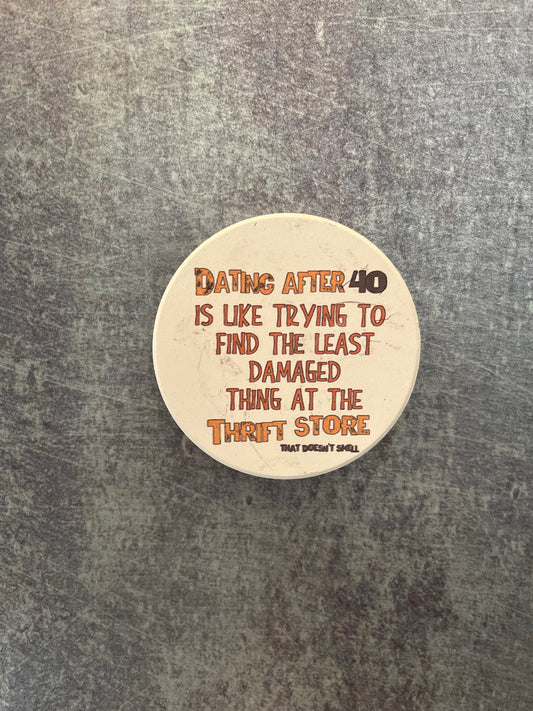 DATING AFTER 40
IS LIKE TRYING TO
FIND THE LEAST
DAMAGED
THING AT THE
THRIFT STORE
THAT DOESN'T SMELL